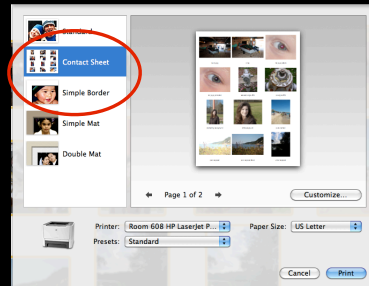 Standard
Contact Sheet
Simple Border
Simple Mat
Double Mat
Page 1 of 2
Customize...
Printer: Room 608 HP LaserJet P... Paper Size: US Letter
Presets: Standard
Cancel Print